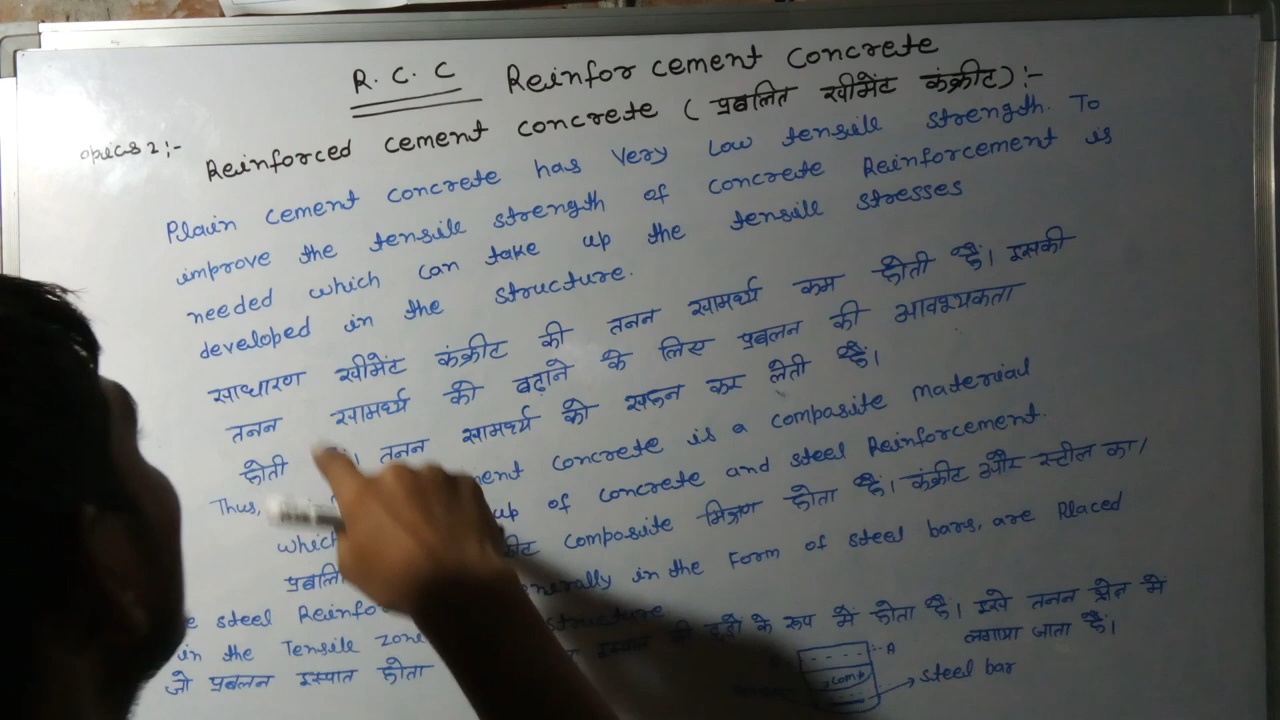 R.C.C Reinforcement Concrete
opics 2:- Reinforced cement concrete (प्रबलित सीमेंट कंक्रीट):-
Plain cement concrete has very low tensile strength. To
improve the tensile strength of concrete Reinforcement is
needed which can take up the tensile stresses
developed in the structure.
साधारण सीमेंट कंक्रीट की तनन सामर्थ्य कम होती है। इसकी
तनन सामर्थ्य की बढ़ाने के लिए प्रबलन की आवश्यकता
होती तनन सामर्थ्य को सहन कर लेती है।
Thus, concrete is a composite material
which up of concrete and steel Reinforcement.
composite मिश्रण होता है। कंक्रीट और स्टील का।
e steel in the Form of steel bars, are Placed
in the Tensile zone structure
जो प्रबलन इस्पात होता के रूप में होता है। इसे तनन क्षेत्र में
लगाया जाता है।
A
steel bar